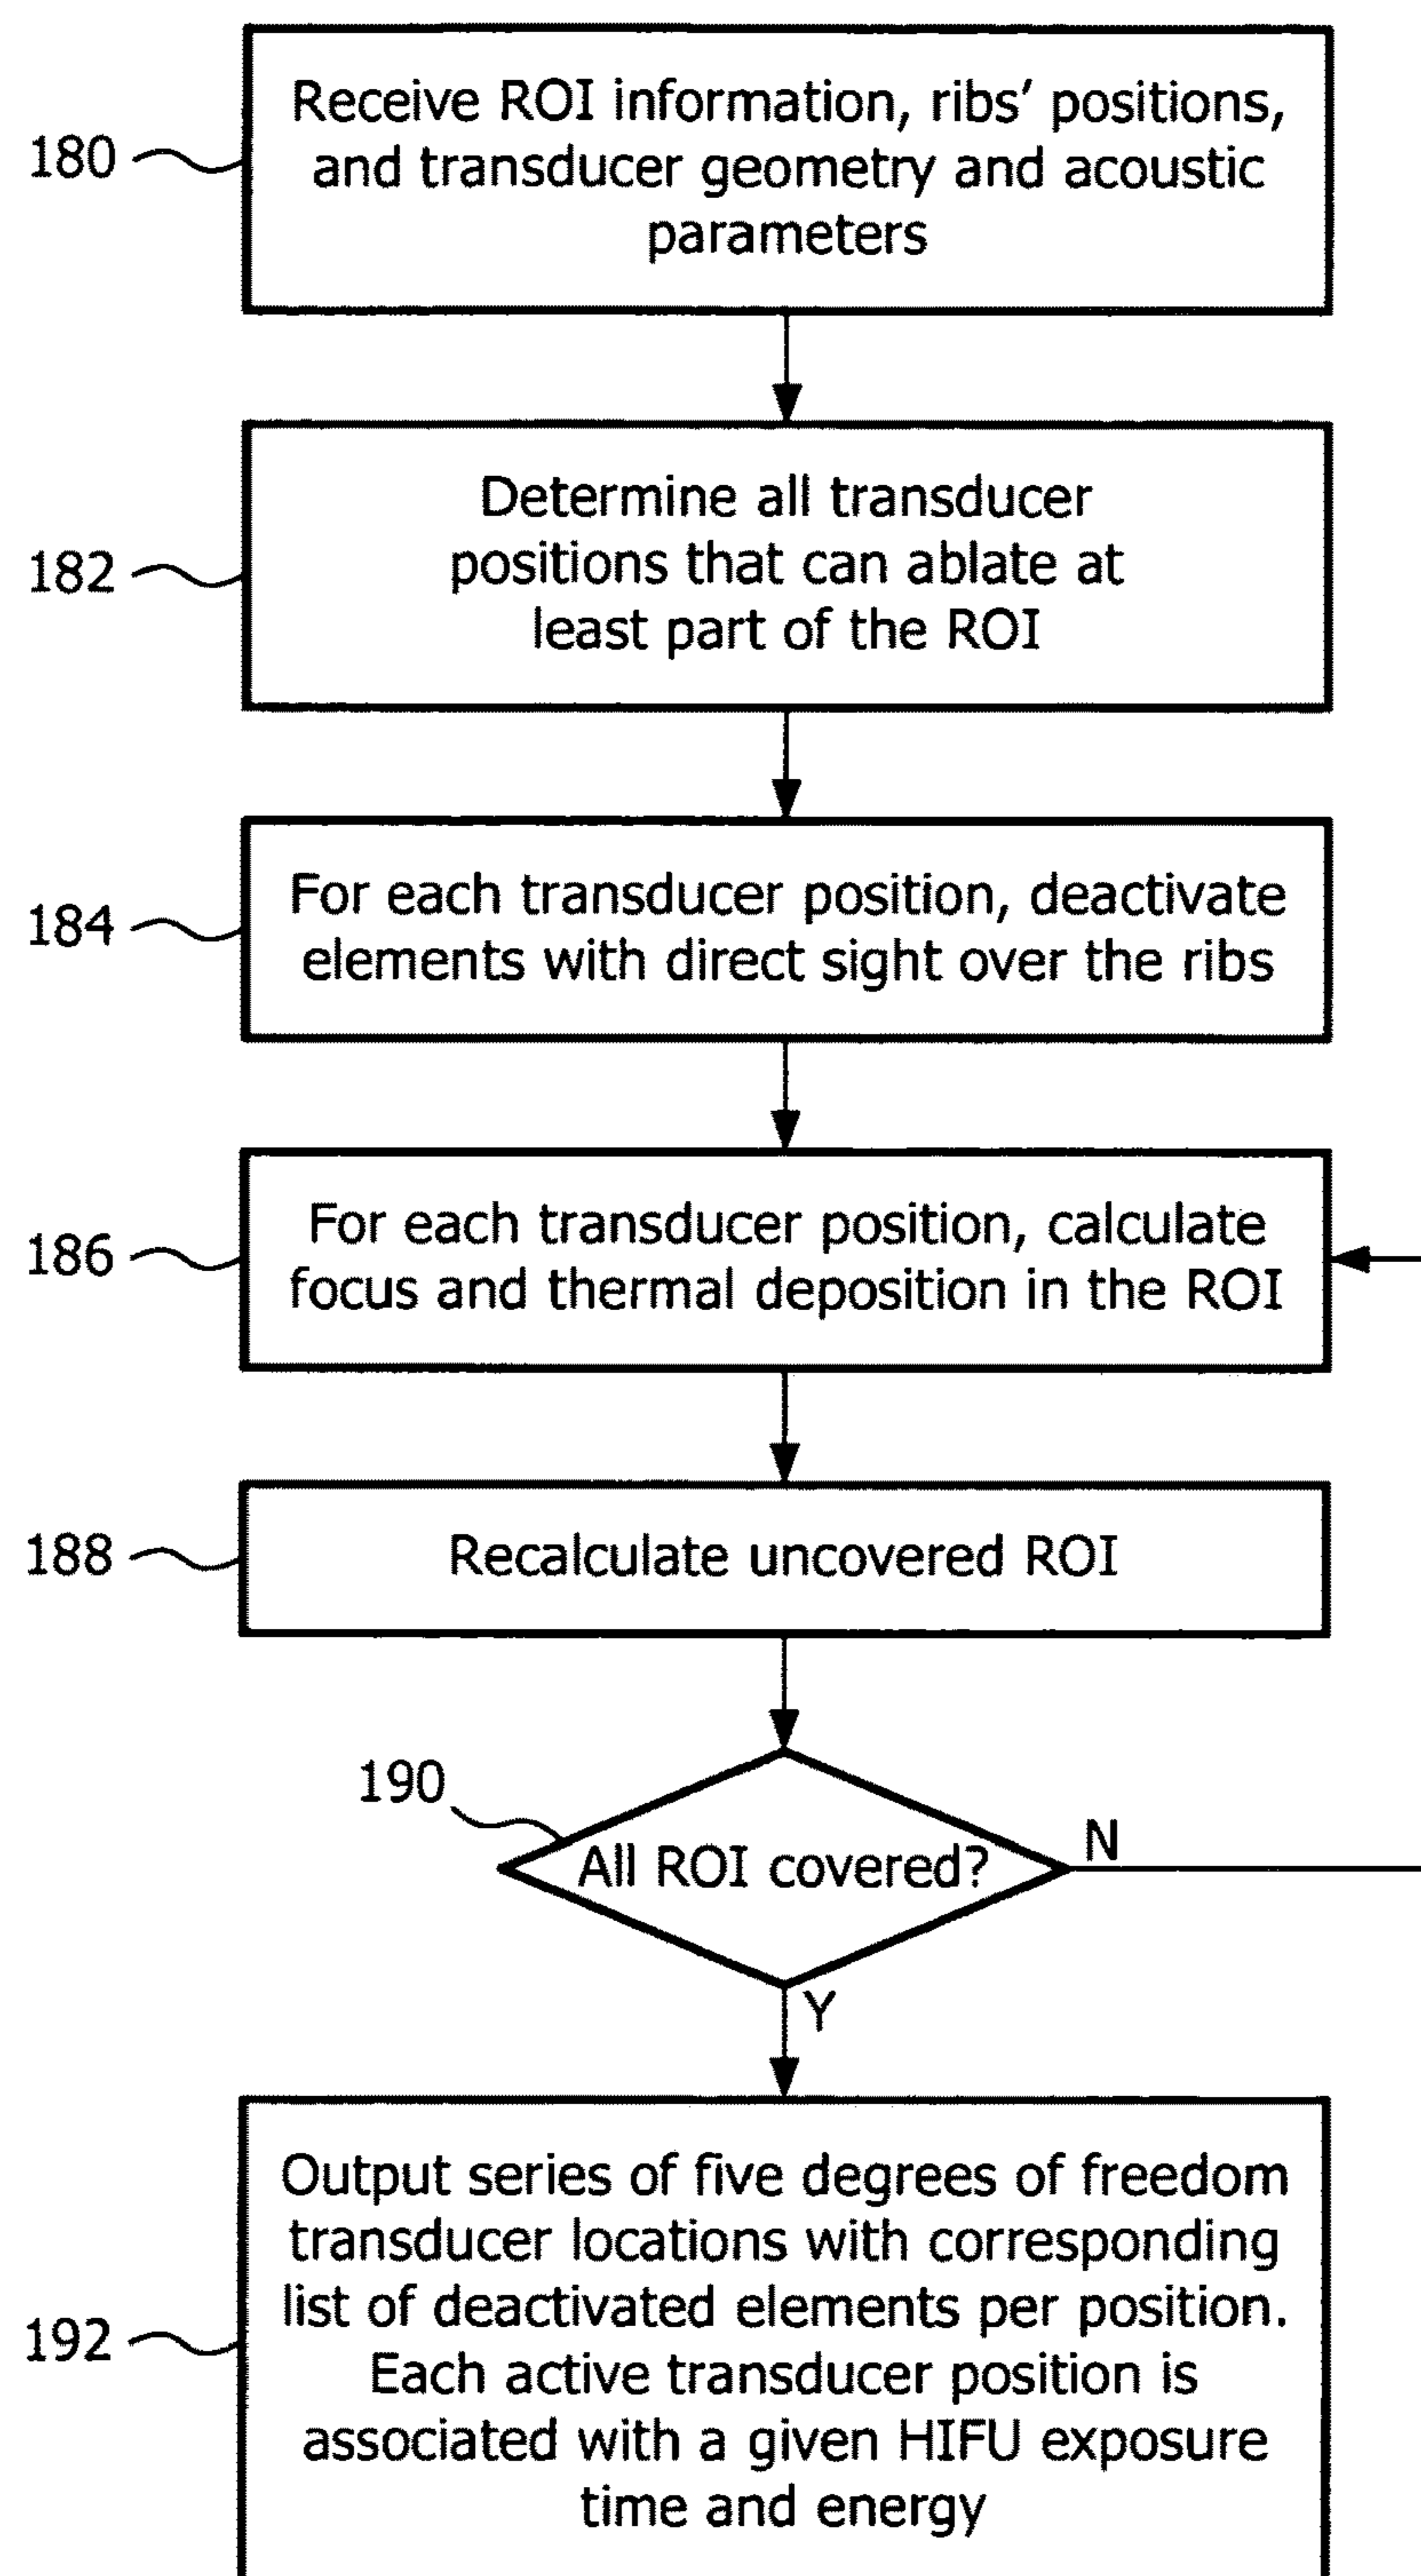 180
Receive ROI information, ribs’ positions,
and transducer geometry and acoustic
parameters
182
Determine all transducer
positions that can ablate at
least part of the ROI
184
For each transducer position, deactivate
elements with direct sight over the ribs
186
For each transducer position, calculate
focus and thermal deposition in the ROI
188
Recalculate uncovered ROI
190
All ROI covered?
N
Y
192
Output series of five degrees of freedom
transducer locations with corresponding
list of deactivated elements per position.
Each active transducer position is
associated with a given HIFU exposure
time and energy